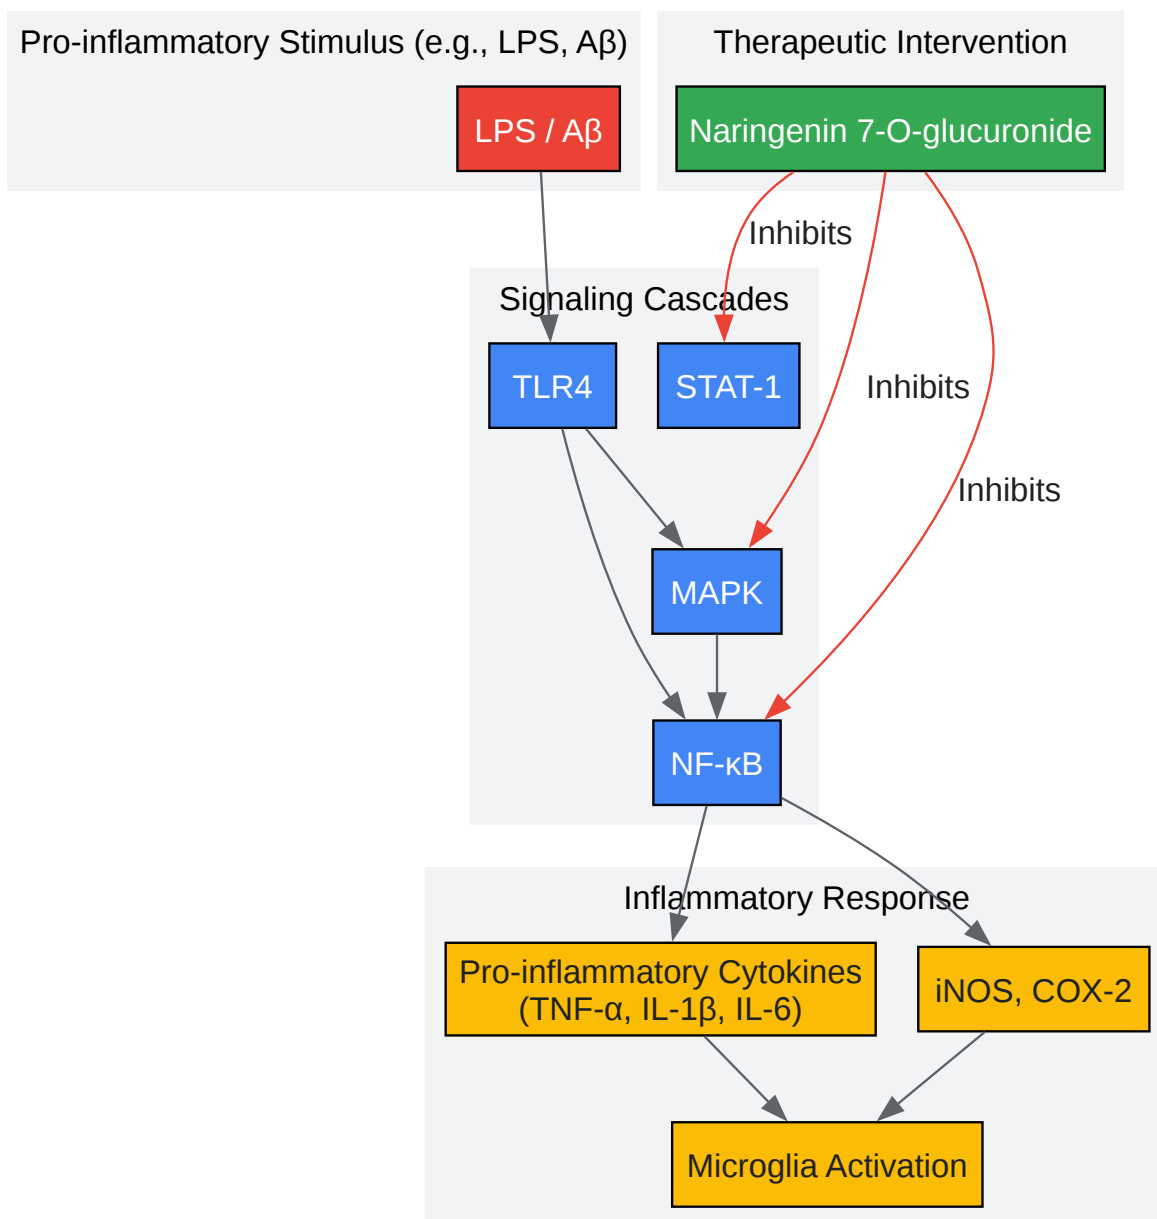 Pro-inflammatory Stimulus (e.g., LPS, Aβ)
Therapeutic Intervention
LPS / Aβ
Naringenin 7-O-glucuronide
Inhibits
Signaling Cascades
TLR4
STAT-1
Inhibits
Inhibits
MAPK
NF-κB
Inflammatory Response
Pro-inflammatory Cytokines
(TNF-α, IL-1β, IL-6)
iNOS, COX-2
Microglia Activation